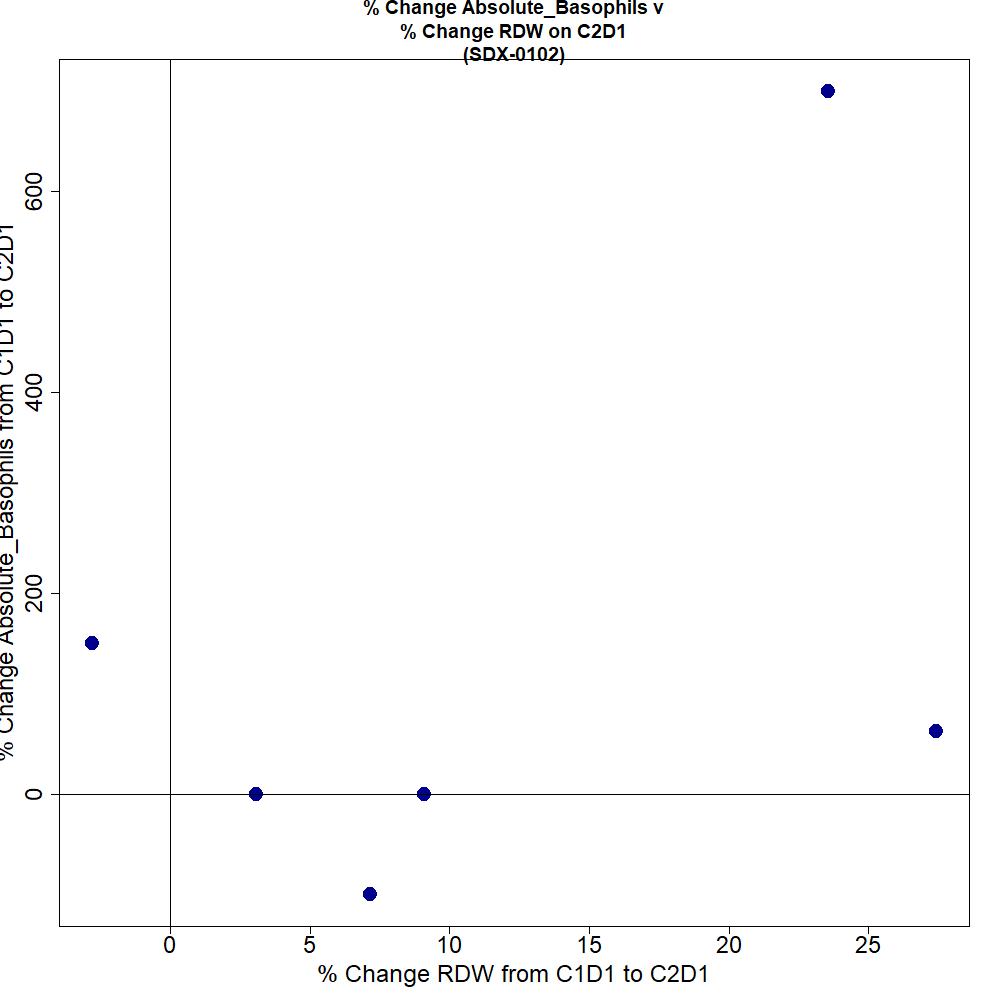 % Change Absolute_Basophils v
% Change RDW on C2D1
(SDX-0102)
% Change Absolute_Basophils from C1D1 to C2D1
600
400
200
0
0 5 10 15 20 25
% Change RDW from C1D1 to C2D1